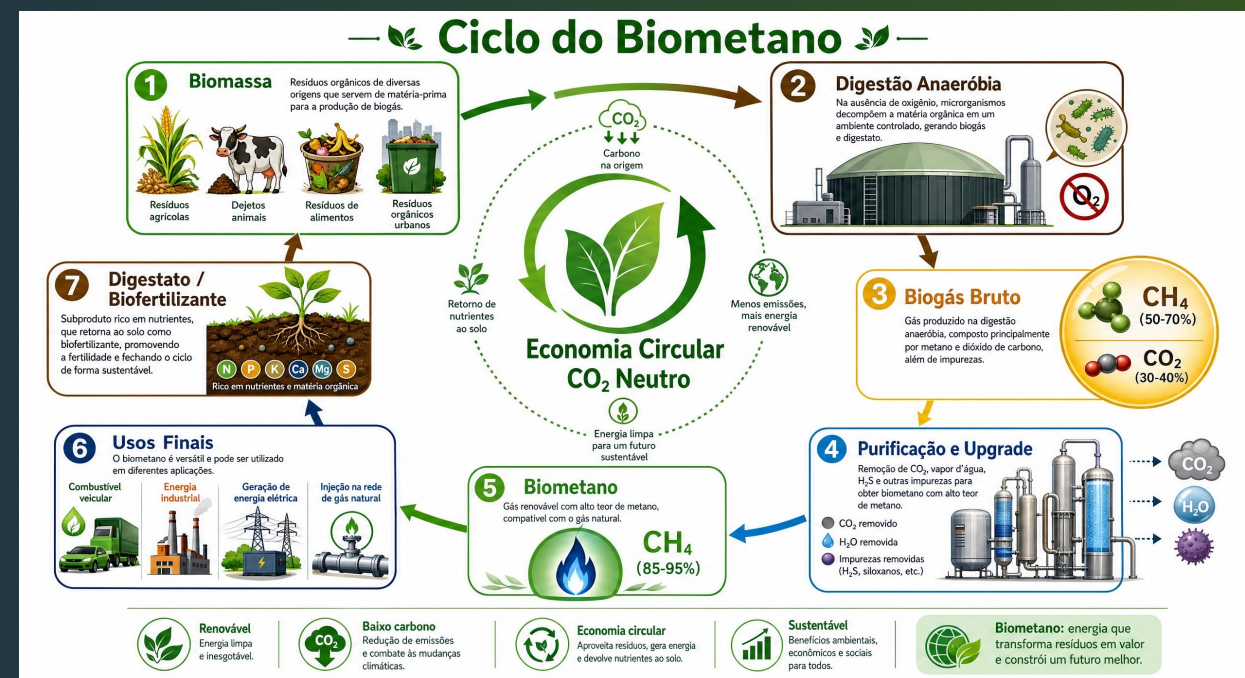 Ciclo do Biometano
1
Biomassa
Resíduos orgânicos de diversas
origens que servem de matéria-prima
para a produção de biogás.
Resíduos
agrícolas
Dejetos
animais
Resíduos de
alimentos
Resíduos
orgânicos
urbanos
2
Digestão Anaeróbia
Na ausência de oxigênio, microrganismos
decompõem a matéria orgânica em um
ambiente controlado, gerando biogás
e digestato.
O₂
CO₂
Carbono
na origem
Menos emissões,
mais energia
renovável
Retorno de
nutrientes
ao solo
Economia Circular
CO₂ Neutro
Energia limpa
para um futuro
sustentável
3
Biogás Bruto
Gás produzido na digestão
anaeróbia, composto principalmente
por metano e dióxido de carbono,
além de impurezas.
CH₄
(50-70%)
CO₂
(30-40%)
4
Purificação e Upgrade
Remoção de CO₂, vapor d'água,
H₂S e outras impurezas para
obter biometano com alto teor
de metano.
CO₂ removido
H₂O removida
Impurezas removidas
(H₂S, siloxanos, etc.)
CO₂
H₂O
5
Biometano
Gás renovável com alto teor de metano,
compatível com o gás natural.
CH₄
(85-95%)
6
Usos Finais
O biometano é versátil e pode ser utilizado
em diferentes aplicações.
Combustível
veicular
Energia
industrial
Geração de
energia elétrica
Injeção na rede
de gás natural
7
Digestato /
Biofertilizante
Subproduto rico em nutrientes,
que retorna ao solo como
biofertilizante, promovendo
a fertilidade e fechando o ciclo
de forma sustentável.
N P K Ca Mg S
Rico em nutrientes e matéria orgânica
Renovável
Energia limpa
e inesgotável.
CO₂
Baixo carbono
Redução de emissões
e combate às mudanças
climáticas.
Economia circular
Aproveita resíduos, gera energia
e devolve nutrientes ao solo.
Sustentável
Benefícios ambientais,
econômicos e sociais
para todos.
Biometano: energia que
transforma resíduos em valor
e constrói um futuro melhor.